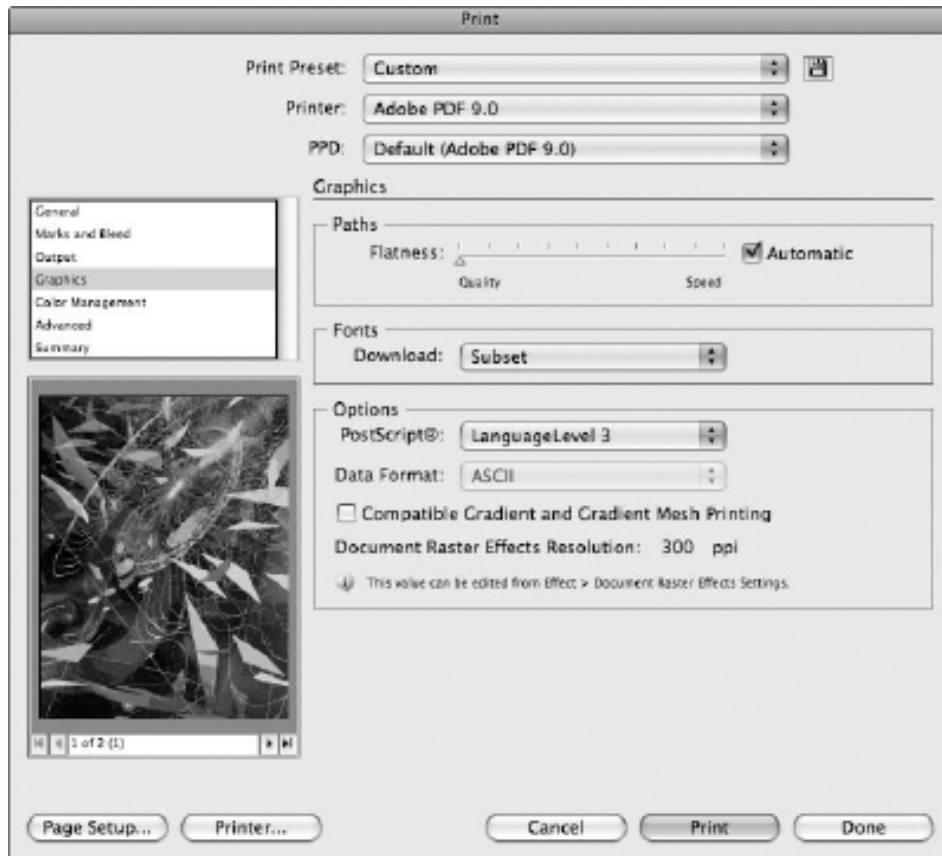 Print
Print Preset: Custom
Printer: Adobe PDF 9.0
PPD: Default (Adobe PDF 9.0)
General
Marks and Bleed
Output
Graphics
Color Management
Advanced
Summary
1 of 2 (1)
Graphics
Paths
Flatness:
Automatic
Quality
Speed
Fonts
Download: Subset
Options
PostScript®: LanguageLevel 3
Data Format: ASCII
Compatible Gradient and Gradient Mesh Printing
Document Raster Effects Resolution: 300 ppi
This value can be edited from Effect > Document Raster Effects Settings.
Page Setup...
Printer...
Cancel
Print
Done